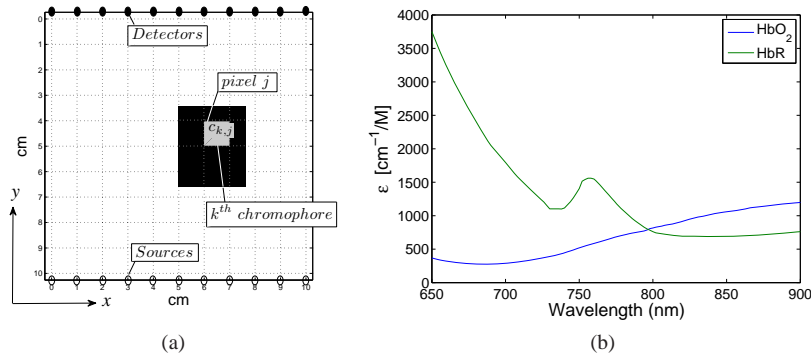 0
1
2
3
4
5
6
7
8
9
10
0 1 2 3 4 5 6 7 8 9 10
cm
cm
y
x
Detectors
pixel j
c_{k,j}
k^{th} chromophore
Sources
(a)
4000
3500
3000
2500
2000
1500
1000
500
0
650 700 750 800 850 900
ε [cm⁻¹/M]
Wavelength (nm)
HbO₂
HbR
(b)